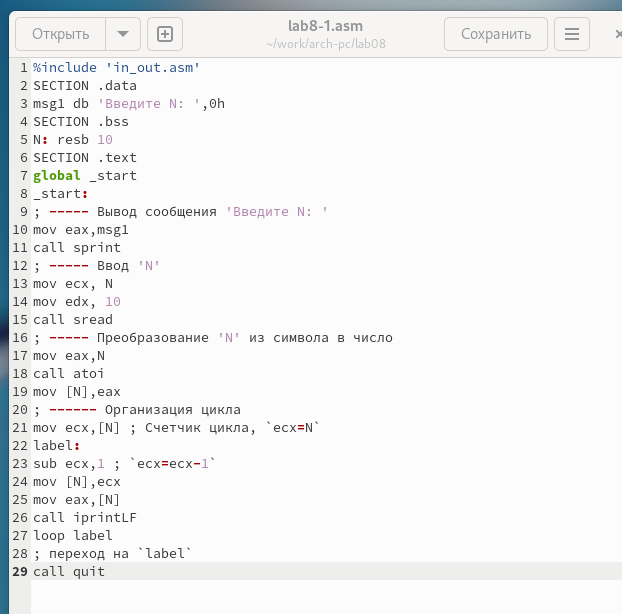 Открыть
lab8-1.asm
~/work/arch-pc/lab08
Сохранить
1 %include 'in_out.asm'
2 SECTION .data
3 msg1 db 'Введите N: ',0h
4 SECTION .bss
5 N: resb 10
6 SECTION .text
7 global _start
8 _start:
9 ; ----- Вывод сообщения 'Введите N: '
10 mov eax,msg1
11 call sprint
12 ; ----- Ввод 'N'
13 mov ecx, N
14 mov edx, 10
15 call sread
16 ; ----- Преобразование 'N' из символа в число
17 mov eax,N
18 call atoi
19 mov [N],eax
20 ; ------ Организация цикла
21 mov ecx,[N] ; Счетчик цикла, `ecx=N`
22 label:
23 sub ecx,1 ; `ecx=ecx-1`
24 mov [N],ecx
25 mov eax,[N]
26 call iprintLF
27 loop label
28 ; переход на `label`
29 call quit